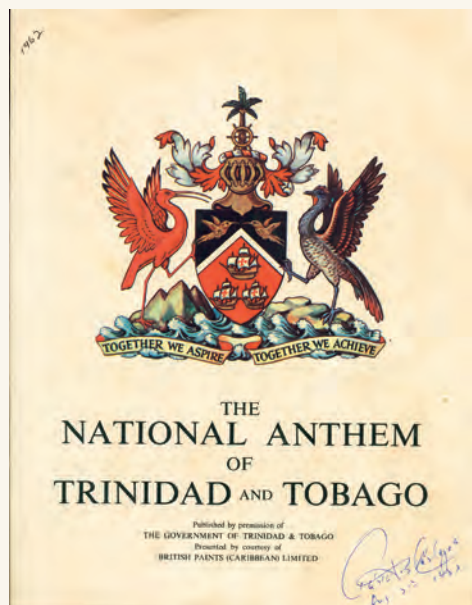 1962
TOGETHER WE ASPIRE TOGETHER WE ACHIEVE
THE
NATIONAL ANTHEM
OF
TRINIDAD AND TOBAGO
Published by permission of
THE GOVERNMENT OF TRINIDAD & TOBAGO
Presented by courtesy of
BRITISH PAINTS (CARIBBEAN) LIMITED